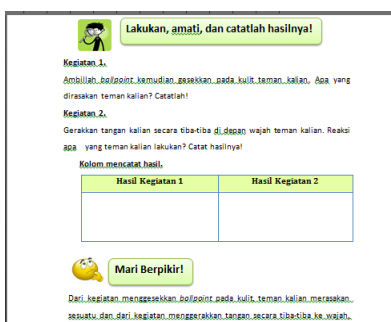 Lakukan, amati, dan catatlah hasilnya!
Kegiatan 1.
Ambillah ballpoint kemudian gesekkan pada kulit teman kalian. Apa yang
dirasakan teman kalian? Catatlah!
Kegiatan 2.
Gerakkan tangan kalian secara tiba-tiba di depan wajah teman kalian. Reaksi
apa yang teman kalian lakukan? Catat hasilnya!
Kolom mencatat hasil.
Hasil Kegiatan 1 Hasil Kegiatan 2
Mari Berpikir!
Dari kegiatan menggesekkan ballpoint pada kulit, teman kalian merasakan
sesuatu dan dari kegiatan menggerakkan tangan secara tiba-tiba ke wajah,